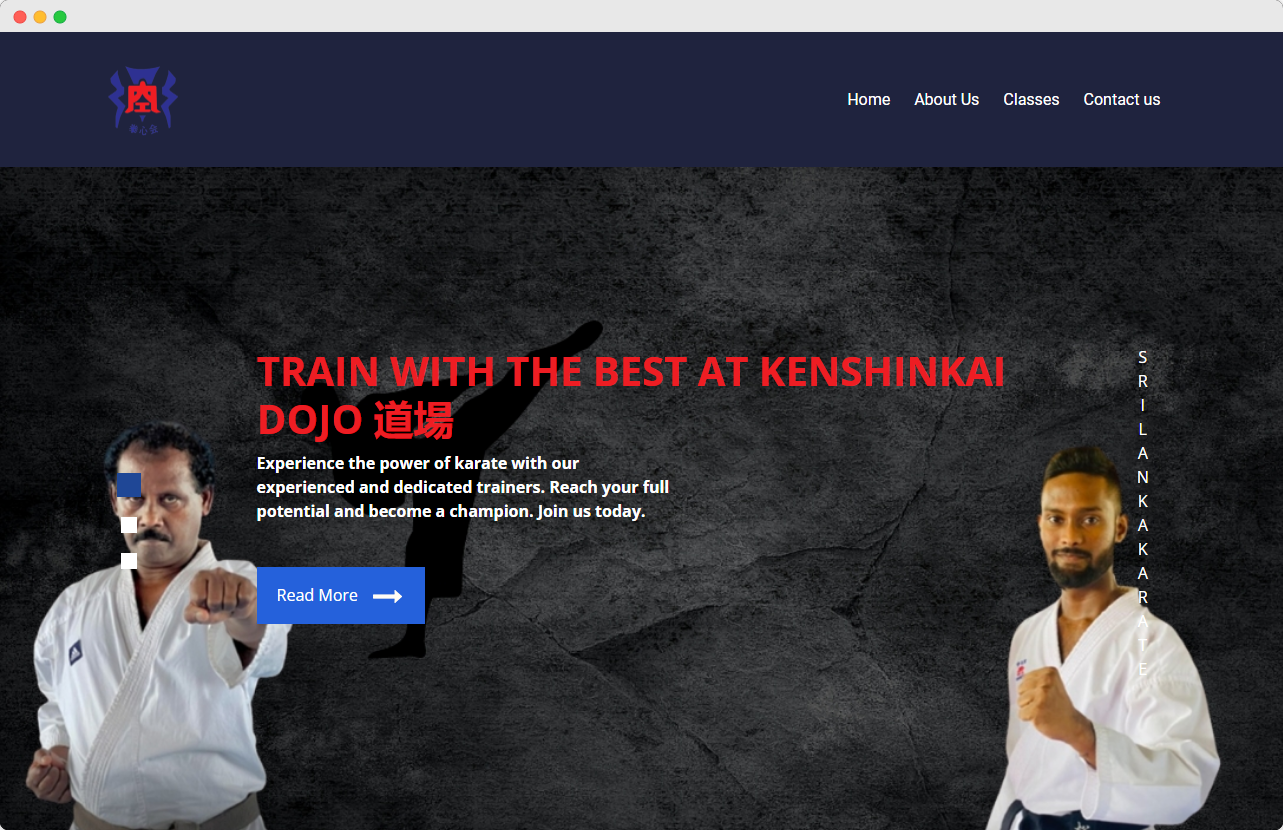 空
Home
About Us
Classes
Contact us
TRAIN WITH THE BEST AT KENSHINKAI
DOJO 道場
Experience the power of karate with our
experienced and dedicated trainers. Reach your full
potential and become a champion. Join us today.
Read More
S
R
I
L
A
N
K
A
K
A
R
A
T
E